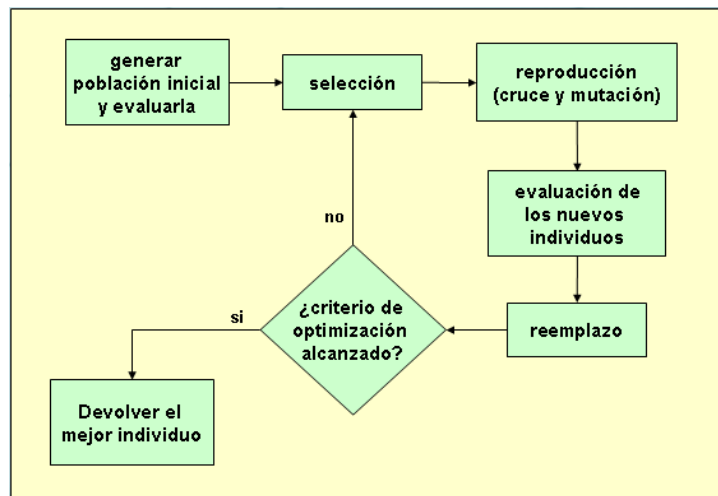 generar
población inicial
y evaluarla
selección
reproducción
(cruce y mutación)
evaluación de
los nuevos
individuos
reemplazo
¿criterio de
optimización
alcanzado?
no
si
Devolver el
mejor individuo